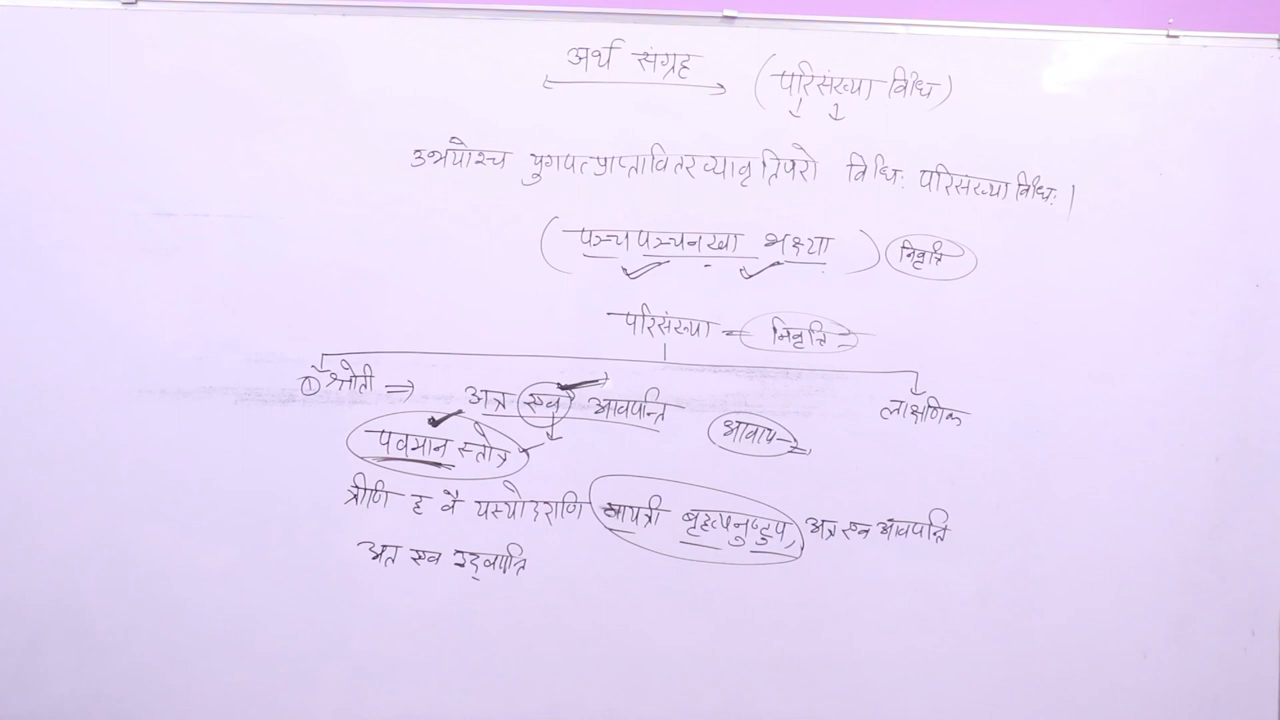 अर्थ संग्रह (परिसंख्या विधि)
उभयोश्च युगपत्प्राप्तावितरव्यावृत्तिपरो विधिः परिसंख्या विधिः ।
(पञ्चपञ्चनखा भक्ष्या) निवृत्ति
परिसंख्या = निवृत्ति =
① श्रोती ⇒ अत्र एव आवपन्ति
लाक्षणिक
पवमान स्तोत्र
आवाप =
त्रीणि ह वै यस्योदराणि गायत्री बृहत्यनुष्टुप, अत्र एव आवपन्ति
अत एव उद्वपन्ति